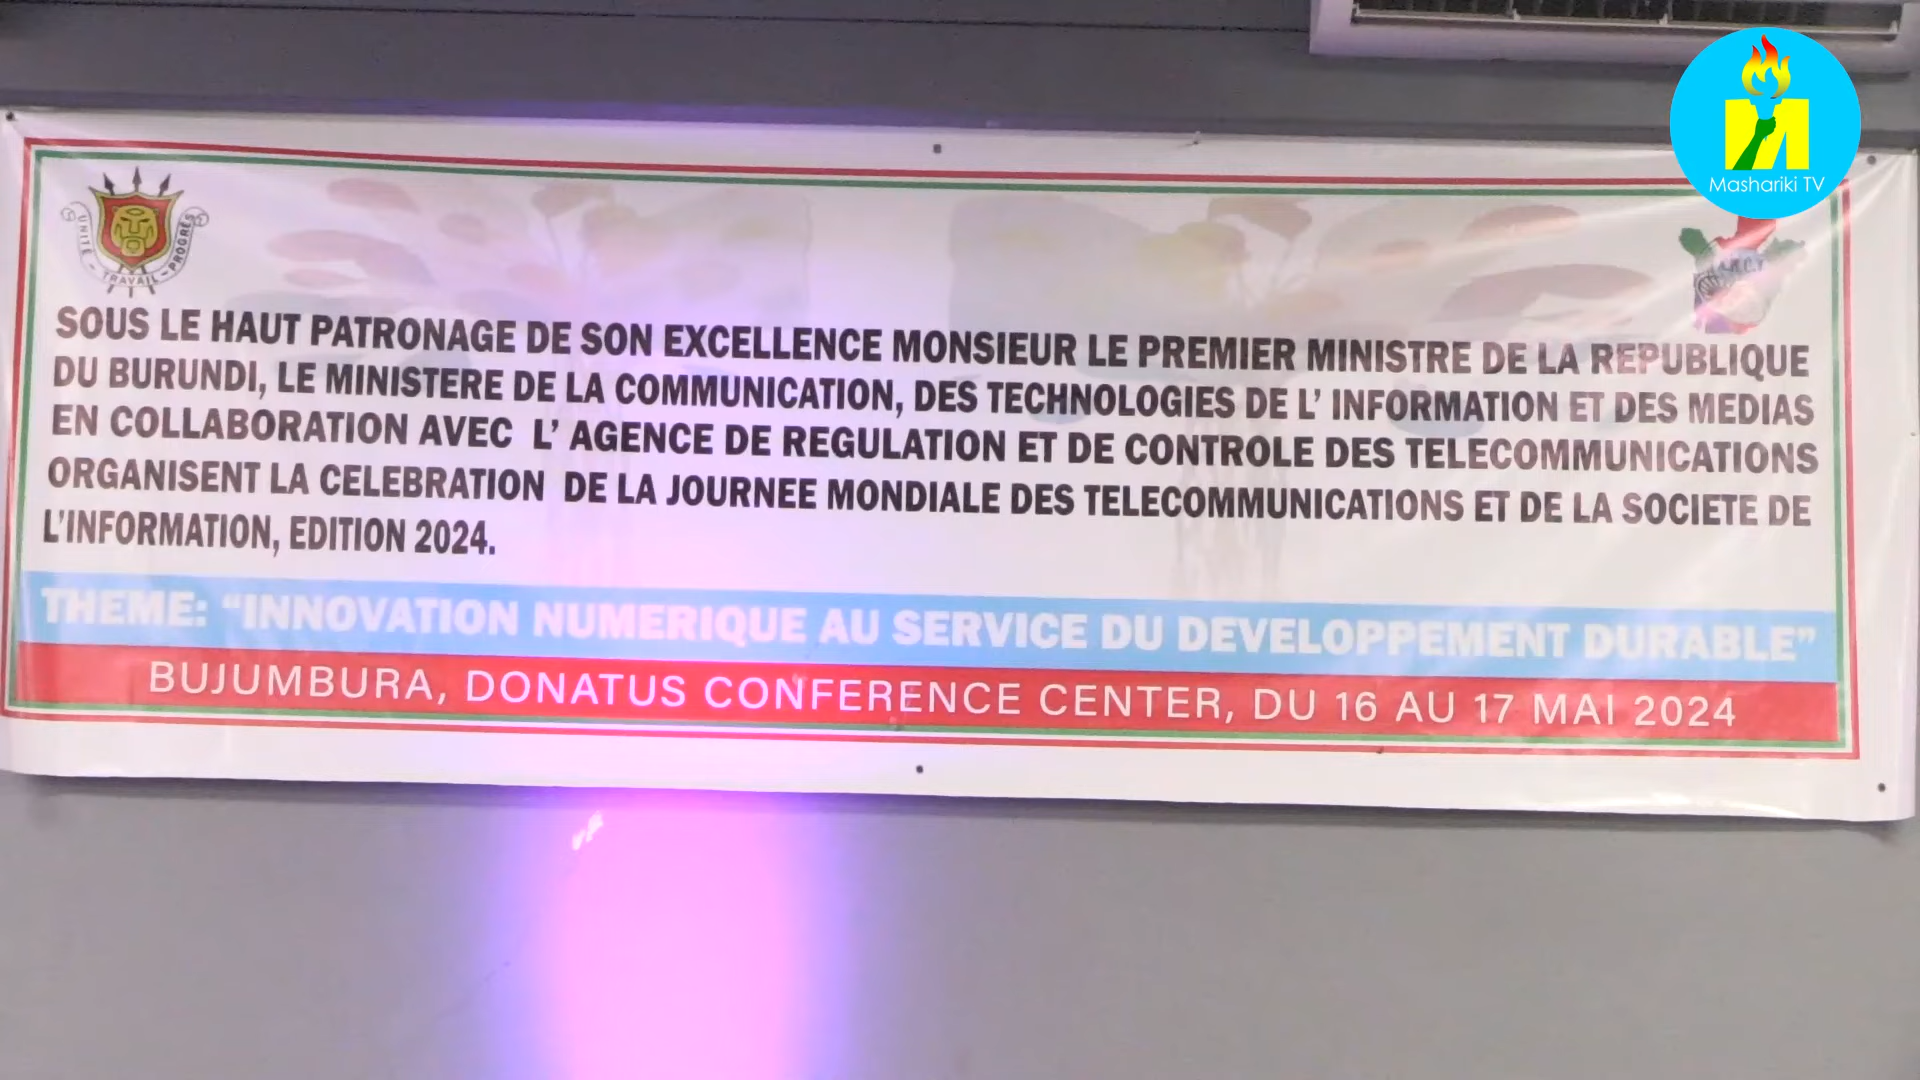 Mashariki TV
UNITE - TRAVAIL - PROGRES
SOUS LE HAUT PATRONAGE DE SON EXCELLENCE MONSIEUR LE PREMIER MINISTRE DE LA REPUBLIQUE
DU BURUNDI, LE MINISTERE DE LA COMMUNICATION, DES TECHNOLOGIES DE L' INFORMATION ET DES MEDIAS
EN COLLABORATION AVEC L' AGENCE DE REGULATION ET DE CONTROLE DES TELECOMMUNICATIONS
ORGANISENT LA CELEBRATION DE LA JOURNEE MONDIALE DES TELECOMMUNICATIONS ET DE LA SOCIETE DE
L'INFORMATION, EDITION 2024.
THEME: "INNOVATION NUMERIQUE AU SERVICE DU DEVELOPPEMENT DURABLE"
BUJUMBURA, DONATUS CONFERENCE CENTER, DU 16 AU 17 MAI 2024